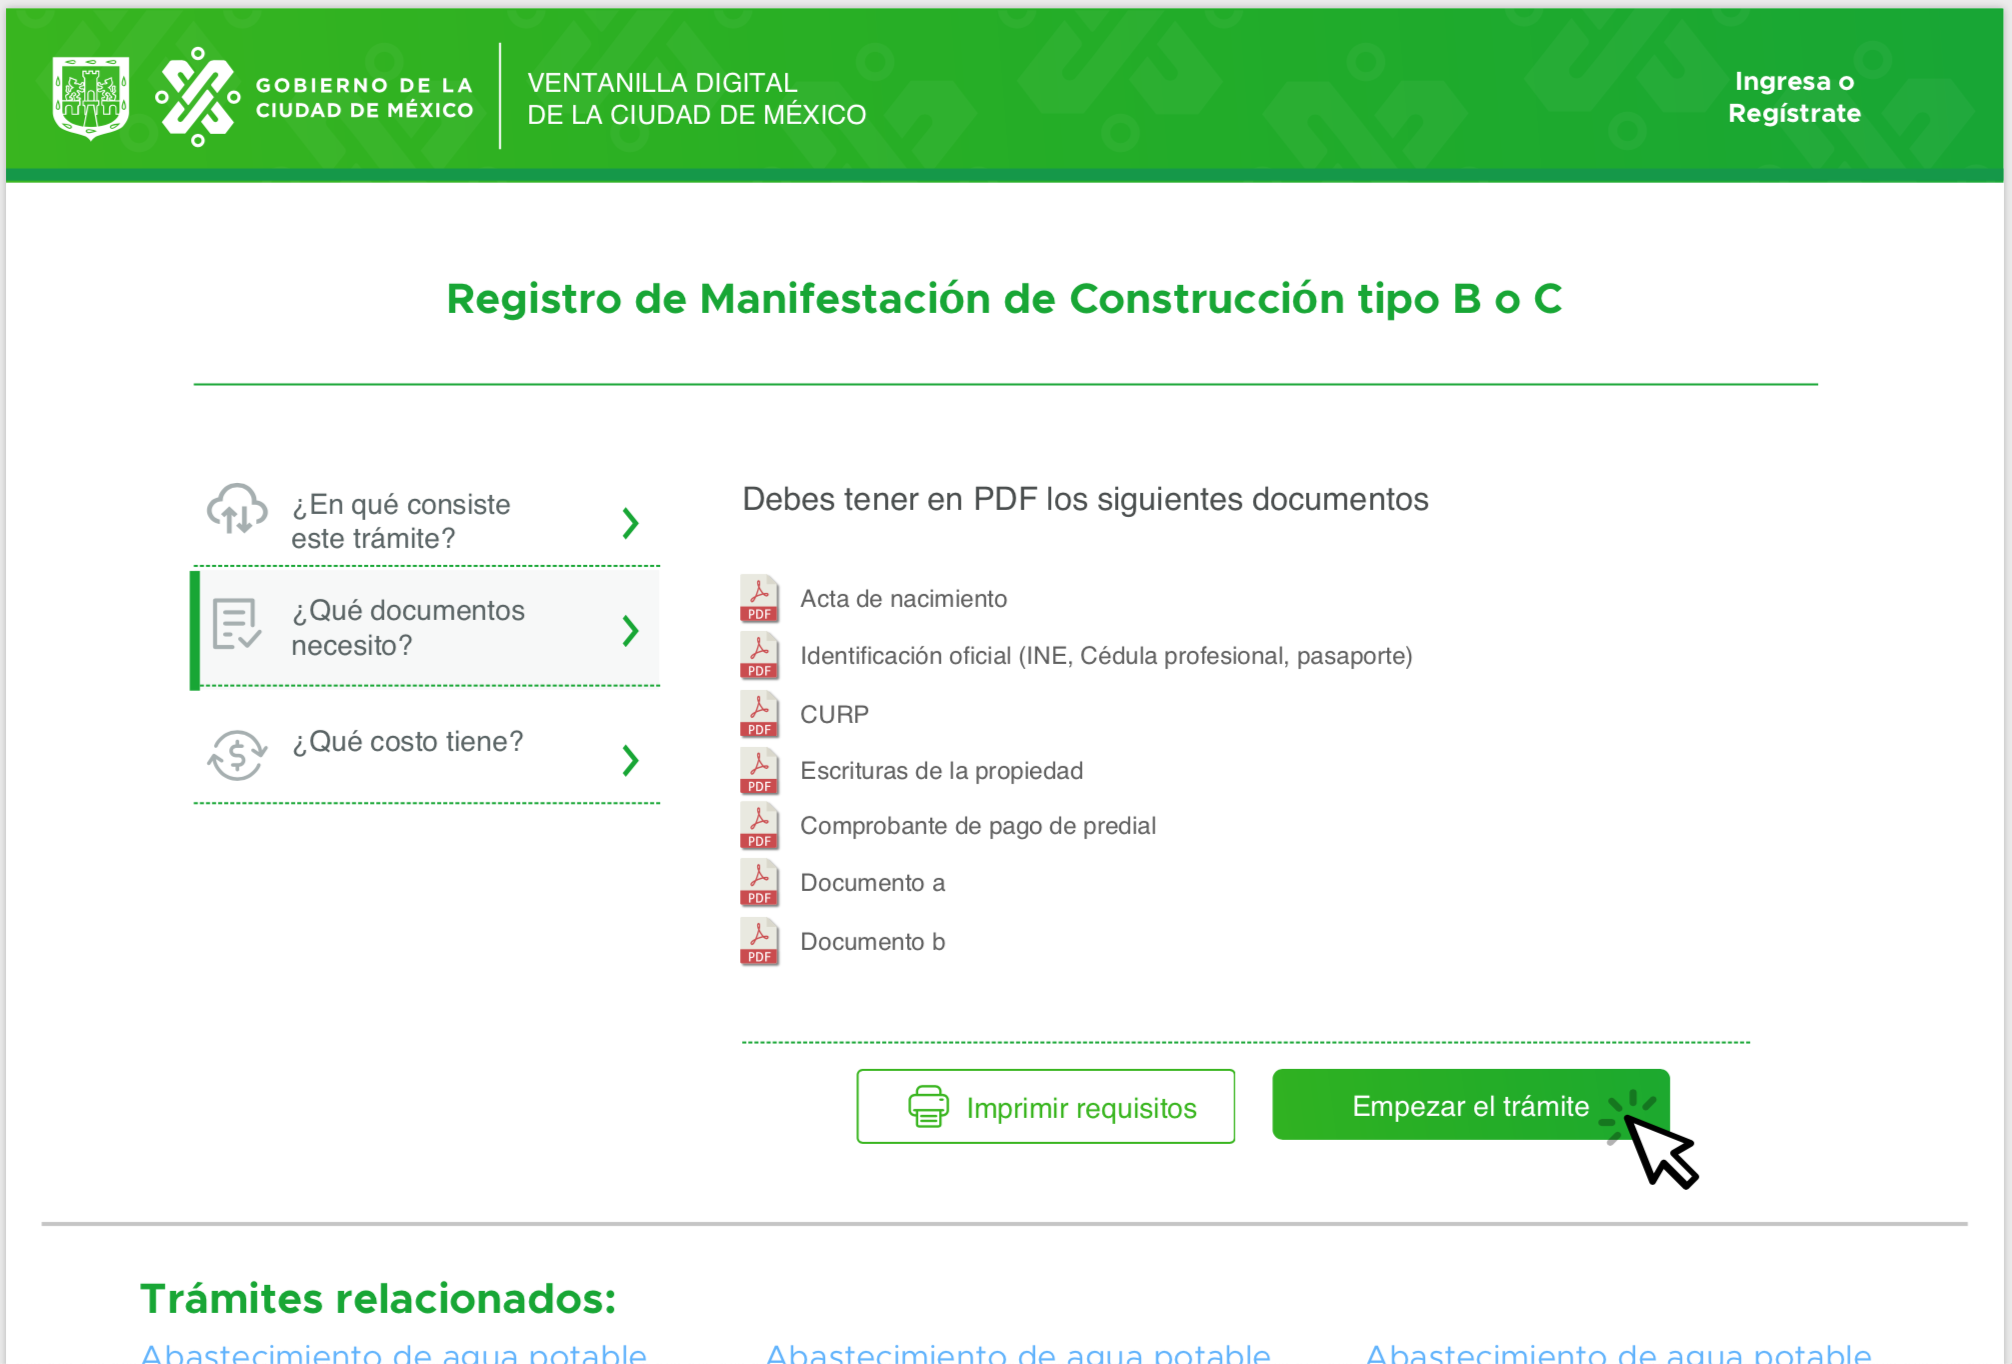 GOBIERNO DE LA
CIUDAD DE MÉXICO
VENTANILLA DIGITAL
DE LA CIUDAD DE MÉXICO
Ingresa o
Regístrate
Registro de Manifestación de Construcción tipo B o C
¿En qué consiste
este trámite?
¿Qué documentos
necesito?
¿Qué costo tiene?
Debes tener en PDF los siguientes documentos
PDF Acta de nacimiento
PDF Identificación oficial (INE, Cédula profesional, pasaporte)
PDF CURP
PDF Escrituras de la propiedad
PDF Comprobante de pago de predial
PDF Documento a
PDF Documento b
Imprimir requisitos
Empezar el trámite
Trámites relacionados:
Abastecimiento de agua potable
Abastecimiento de agua potable
Abastecimiento de agua potable